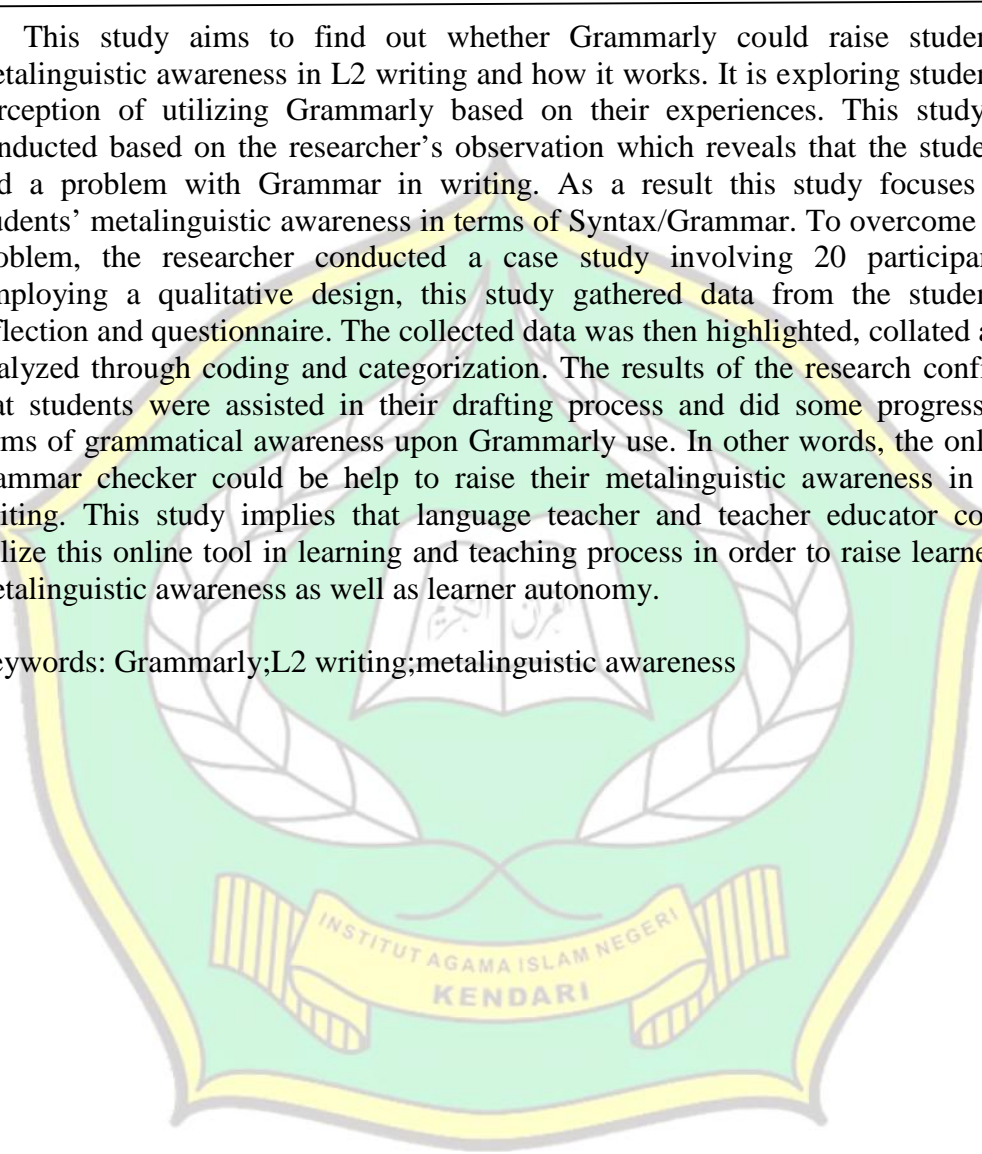 This study aims to find out whether Grammarly could raise studen
etalinguistic awareness in L2 writing and how it works. It is exploring studen
rception of utilizing Grammarly based on their experiences. This study
nducted based on the researcher’s observation which reveals that the stude
d a problem with Grammar in writing. As a result this study focuses
udents’ metalinguistic awareness in terms of Syntax/Grammar. To overcome
oblem, the researcher conducted a case study involving 20 participan
mploying a qualitative design, this study gathered data from the studen
flection and questionnaire. The collected data was then highlighted, collated a
alyzed through coding and categorization. The results of the research confi
at students were assisted in their drafting process and did some progress
rms of grammatical awareness upon Grammarly use. In other words, the onl
ammar checker could be help to raise their metalinguistic awareness in
iting. This study implies that language teacher and teacher educator co
ilize this online tool in learning and teaching process in order to raise learne
etalinguistic awareness as well as learner autonomy.
القرآن الكريم
eywords: Grammarly;L2 writing;metalinguistic awareness
INSTITUT AGAMA ISLAM NEGERI
KENDARI